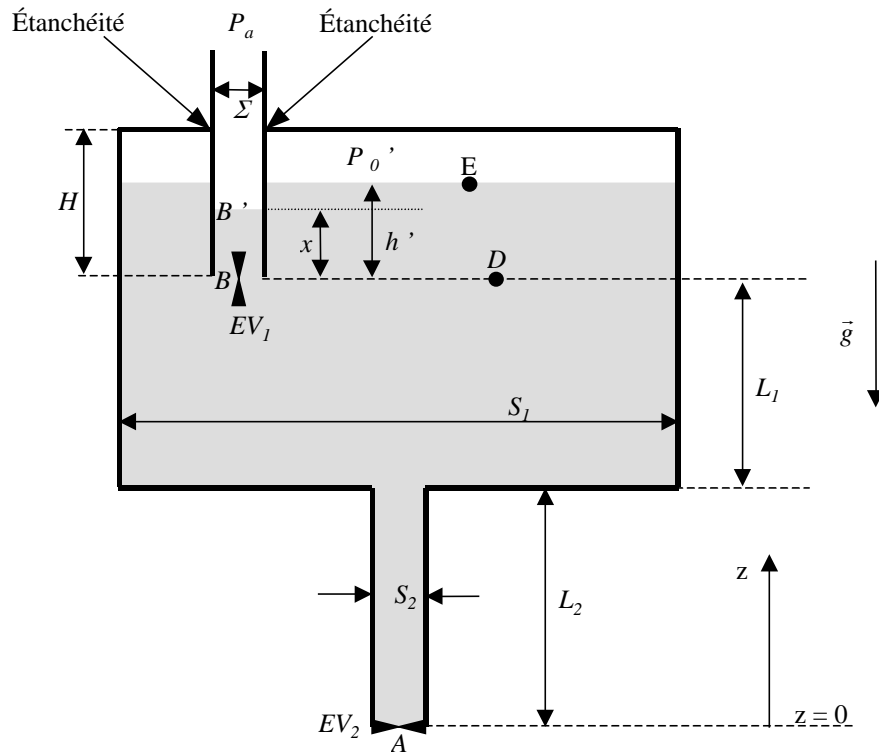 Étanchéité
P_a
Étanchéité
Σ
P_0'
E
H
B'
x
h'
D
B
EV_1
g
L_1
S_1
z
S_2
L_2
EV_2
z = 0
A